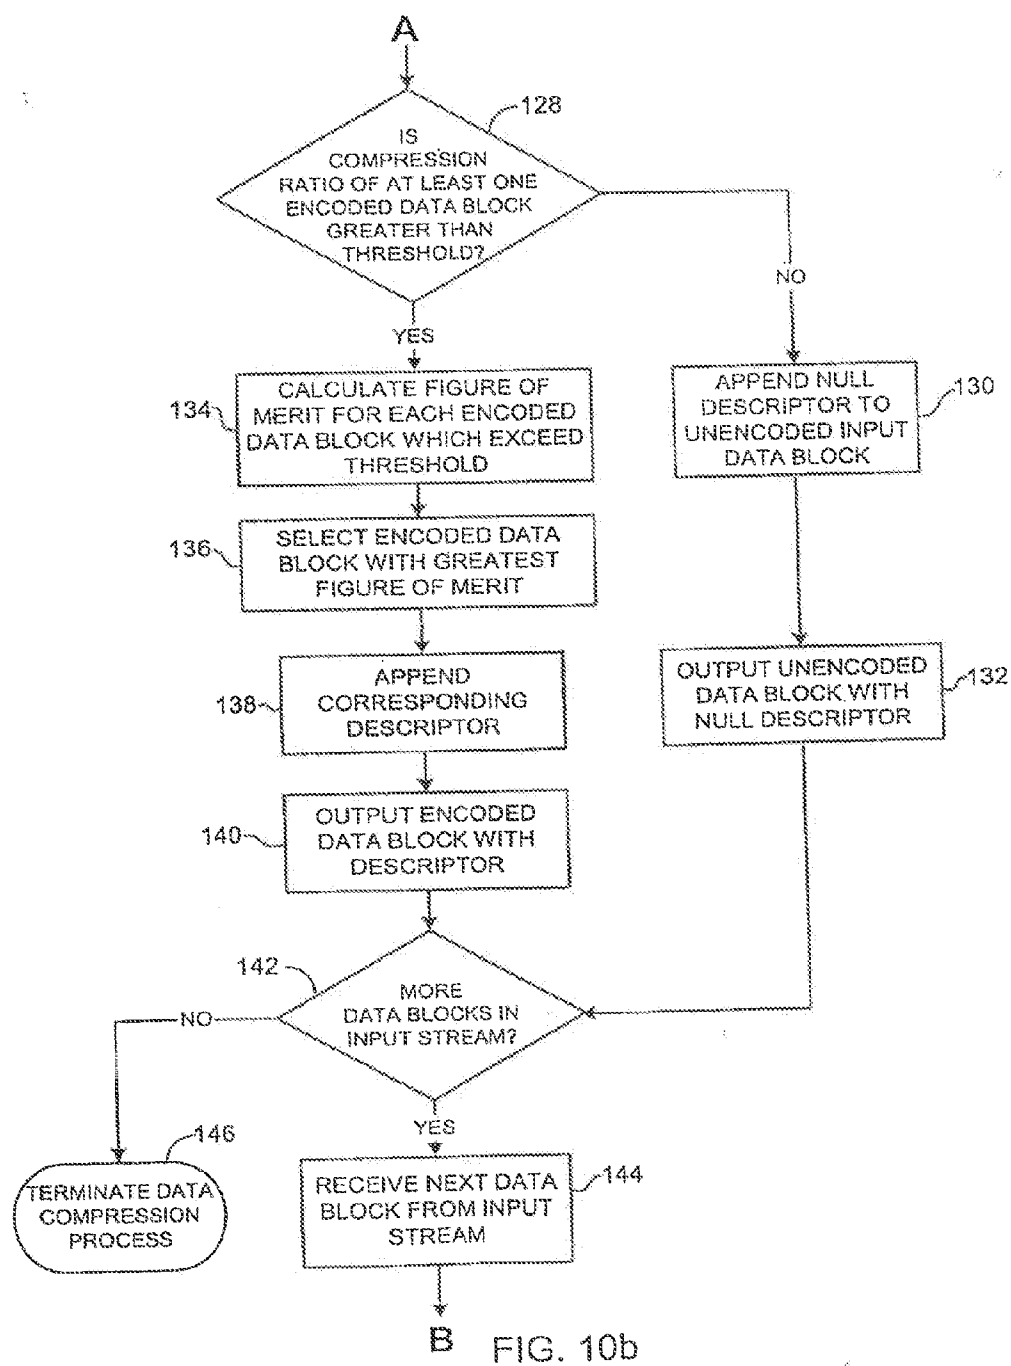 A
128
IS
COMPRESSION
RATIO OF AT LEAST ONE
ENCODED DATA BLOCK
GREATER THAN
THRESHOLD?
NO
YES
134
CALCULATE FIGURE OF
MERIT FOR EACH ENCODED
DATA BLOCK WHICH EXCEED
THRESHOLD
APPEND NULL
DESCRIPTOR TO
UNENCODED INPUT
DATA BLOCK
130
136
SELECT ENCODED DATA
BLOCK WITH GREATEST
FIGURE OF MERIT
138
APPEND
CORRESPONDING
DESCRIPTOR
OUTPUT UNENCODED
DATA BLOCK WITH
NULL DESCRIPTOR
132
140
OUTPUT ENCODED
DATA BLOCK WITH
DESCRIPTOR
142
MORE
DATA BLOCKS IN
INPUT STREAM?
NO
YES
146
TERMINATE DATA
COMPRESSION
PROCESS
RECEIVE NEXT DATA
BLOCK FROM INPUT
STREAM
144
B
FIG. 10b